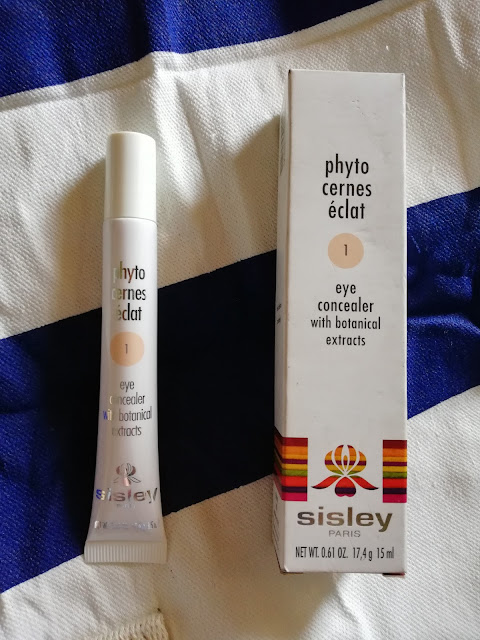 phyto
cernes
éclat
1
eye
concealer
with botanical
extracts
sisley
PARIS
phyto
cernes
éclat
1
eye
concealer
with botanical
extracts
sisley
PARIS
NET WT. 0.61 OZ. 17,4 g 15 ml